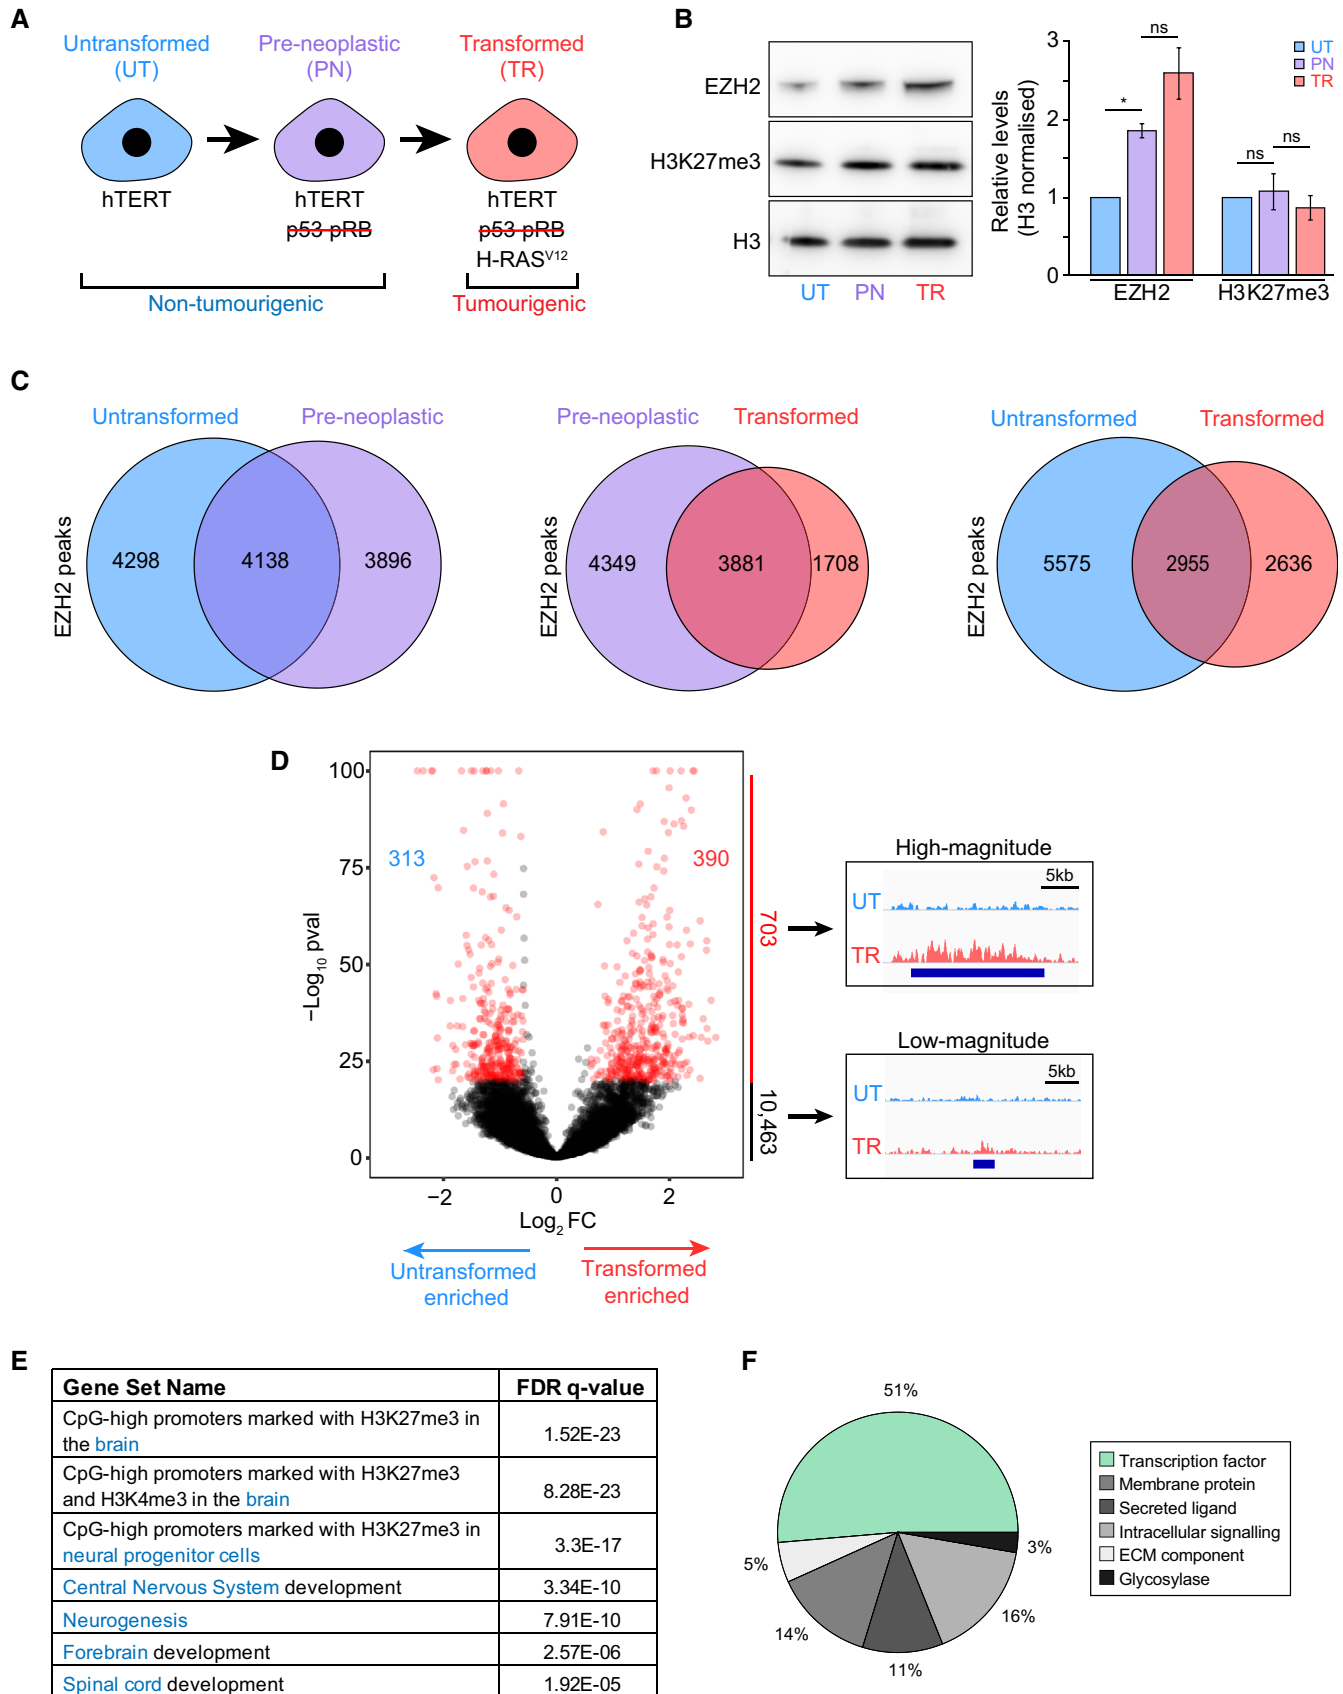 A
Untransformed
(UT)
Pre-neoplastic
(PN)
Transformed
(TR)
hTERT
hTERT
p53 pRB
hTERT
p53 pRB
H-RASV12
Non-tumourigenic
Tumourigenic
B
EZH2
H3K27me3
H3
UT PN TR
Relative levels
(H3 normalised)
3
2
1
0
*
ns
ns
ns
UT
PN
TR
EZH2
H3K27me3
C
Untransformed
Pre-neoplastic
EZH2 peaks
4298
4138
3896
Pre-neoplastic
Transformed
EZH2 peaks
4349
3881
1708
Untransformed
Transformed
EZH2 peaks
5575
2955
2636
D
−Log10 pval
100
75
50
25
0
313
390
−2
0
2
Log2 FC
Untransformed
enriched
Transformed
enriched
703
10,463
High-magnitude
5kb
UT
TR
Low-magnitude
5kb
UT
TR
E
Gene Set Name FDR q-value
CpG-high promoters marked with H3K27me3 in
the brain
1.52E-23
CpG-high promoters marked with H3K27me3
and H3K4me3 in the brain
8.28E-23
CpG-high promoters marked with H3K27me3 in
neural progenitor cells
3.3E-17
Central Nervous System development 3.34E-10
Neurogenesis 7.91E-10
Forebrain development 2.57E-06
Spinal cord development 1.92E-05
F
51%
5%
14%
11%
16%
3%
Transcription factor
Membrane protein
Secreted ligand
Intracellular signalling
ECM component
Glycosylase